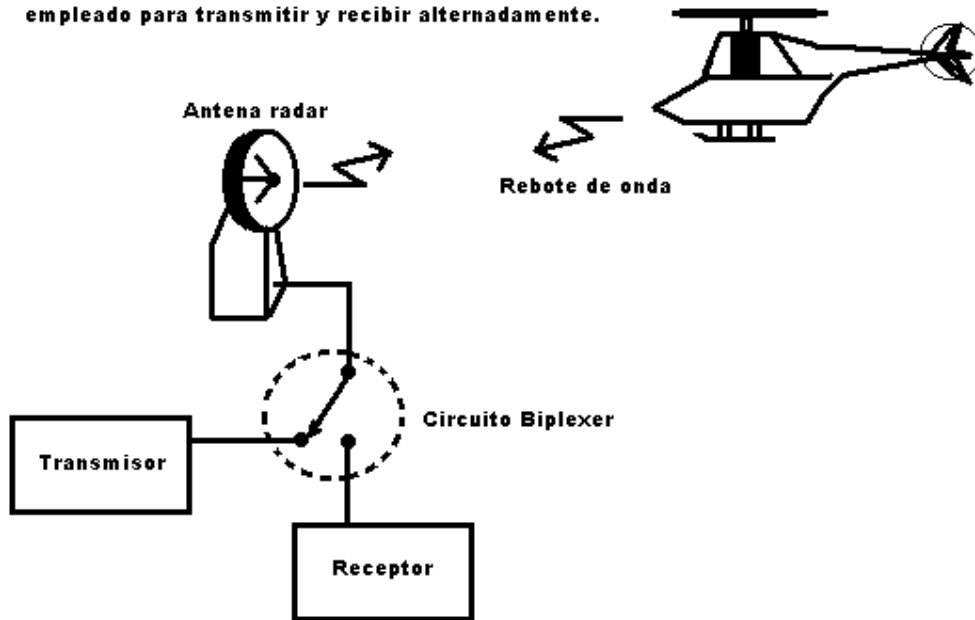 empleado para transmitir y recibir alternadamente.
Antena radar
Rebote de onda
Circuito Biplexer
Transmisor
Receptor